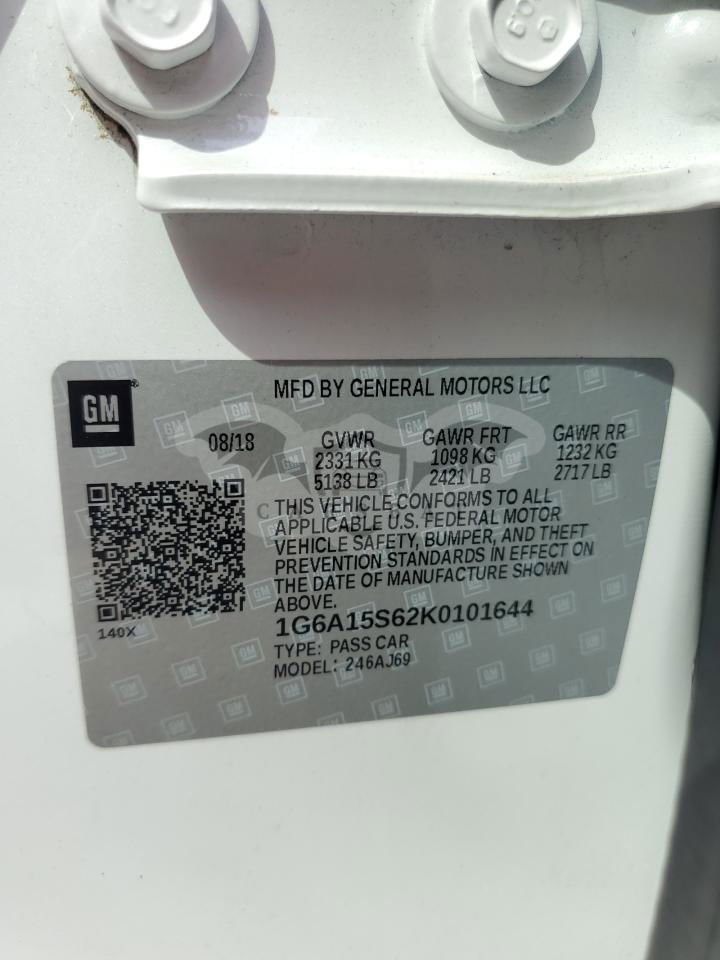 GM
MFD BY GENERAL MOTORS LLC
08/18
GVWR GAWR FRT GAWR RR
2331 KG 1098 KG 1232 KG
5138 LB 2421 LB 2717 LB
THIS VEHICLE CONFORMS TO ALL
APPLICABLE U.S. FEDERAL MOTOR
VEHICLE SAFETY, BUMPER, AND THEFT
PREVENTION STANDARDS IN EFFECT ON
THE DATE OF MANUFACTURE SHOWN
ABOVE.
1G6A15S62K0101644
TYPE: PASS CAR
MODEL: 246AJ69
140X